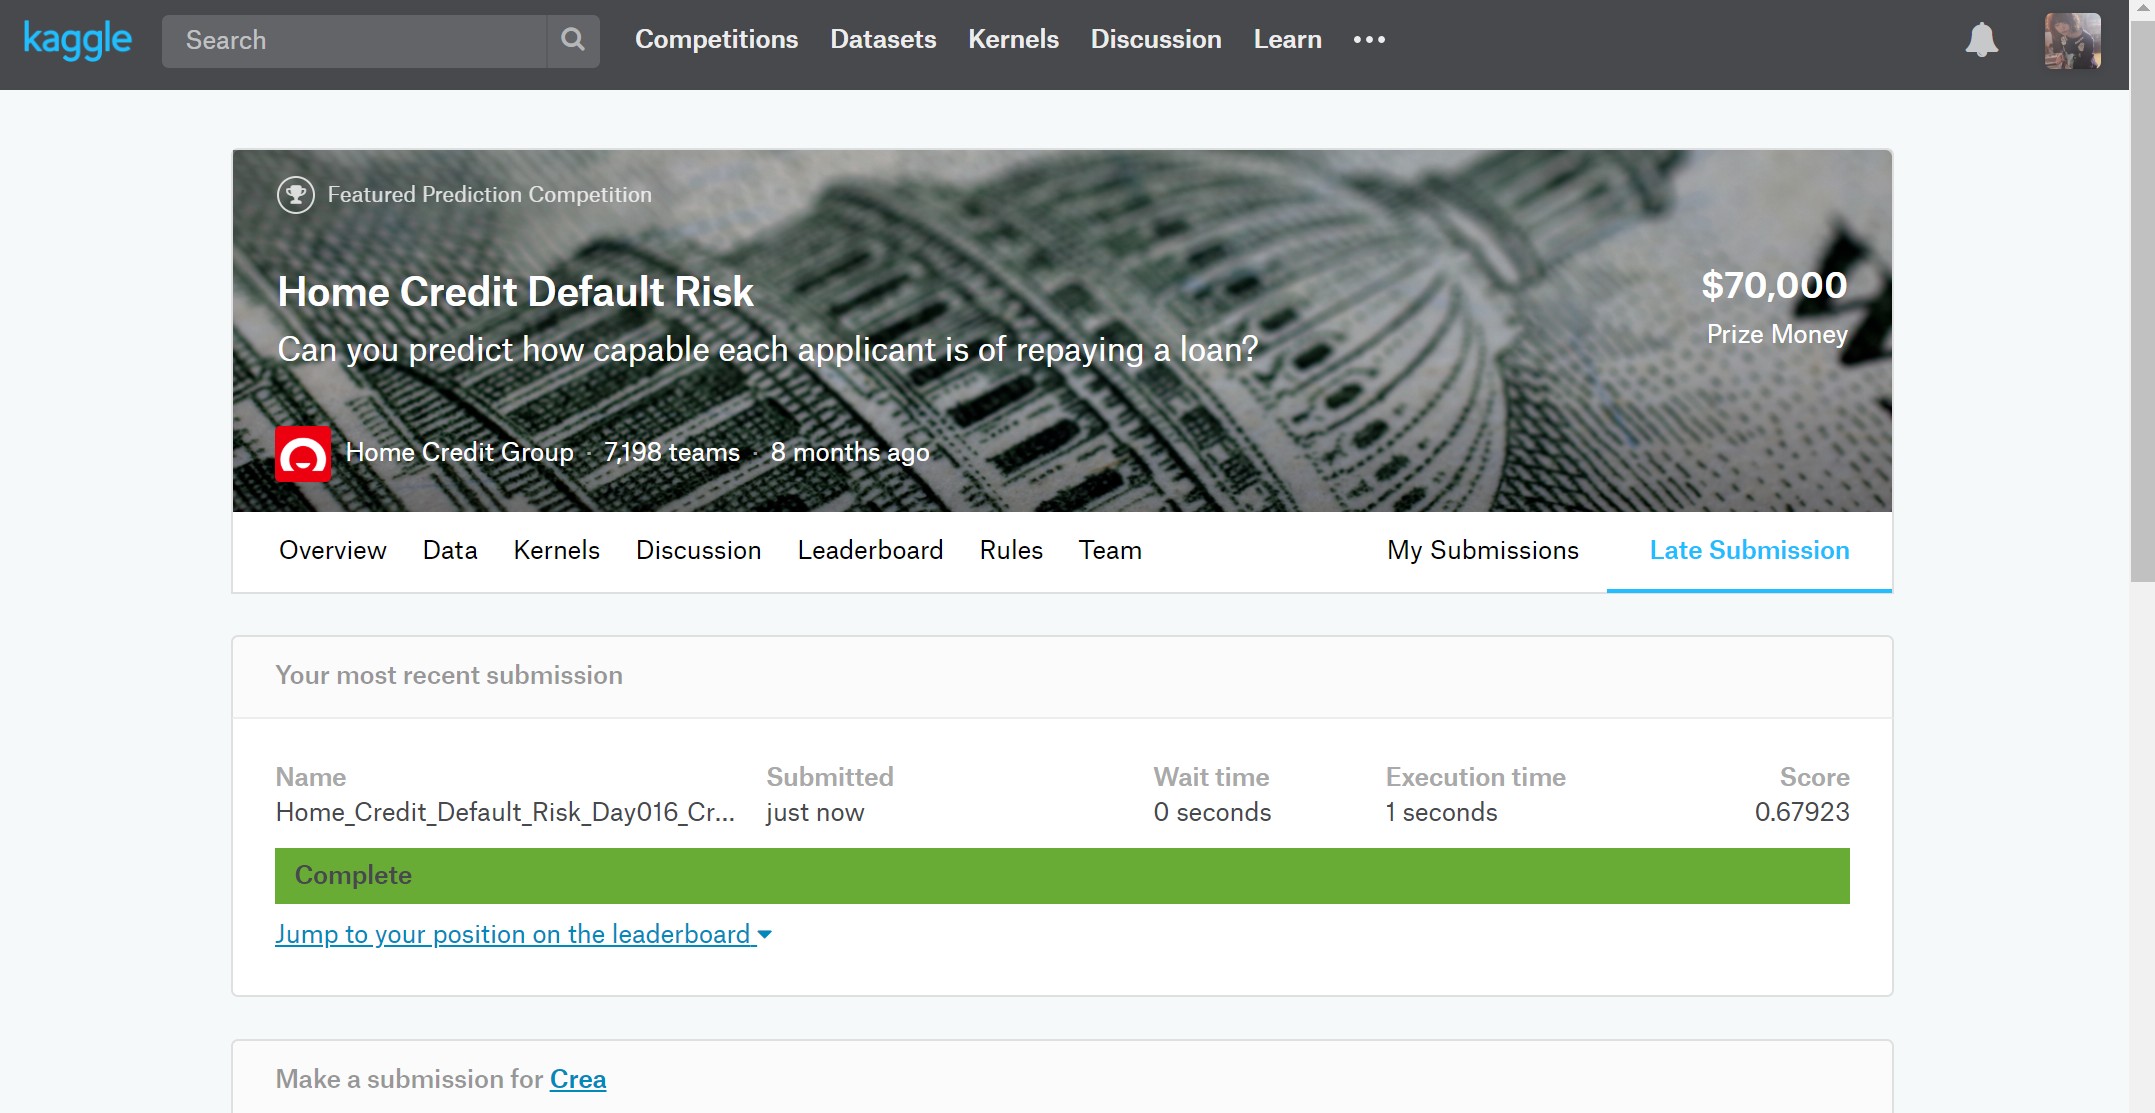 kaggle Search Competitions Datasets Kernels Discussion Learn
Featured Prediction Competition
Home Credit Default Risk
Can you predict how capable each applicant is of repaying a loan?
$70,000
Prize Money
Home Credit Group · 7,198 teams · 8 months ago
Overview Data Kernels Discussion Leaderboard Rules Team My Submissions Late Submission
Your most recent submission
Name Submitted Wait time Execution time Score
Home_Credit_Default_Risk_Day016_Cr... just now 0 seconds 1 seconds 0.67923
Complete
Jump to your position on the leaderboard
Make a submission for Crea